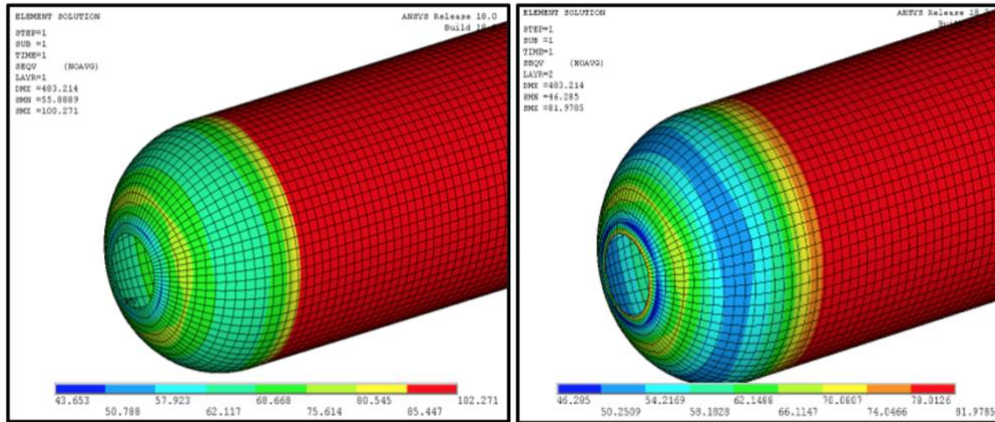 ELEMENT SOLUTION
ANSYS Release 18.0
STEP=1
SUB =1
TIME=1
SEQV (NOAVG)
LAYR=1
DMX =483.214
SMN =55.8889
SMX =100.271
43.653 57.923 68.668 80.545 102.271
50.788 62.117 75.614 85.447
ELEMENT SOLUTION
ANSYS Release
STEP=1
SUB =1
TIME=1
SEQV (NOAVG)
LAYR=2
DMX =483.214
SMN =46.285
SMX =81.9785
46.285 54.2169 62.1488 70.0807 78.0126
50.2509 58.1828 66.1147 74.0466 81.9785